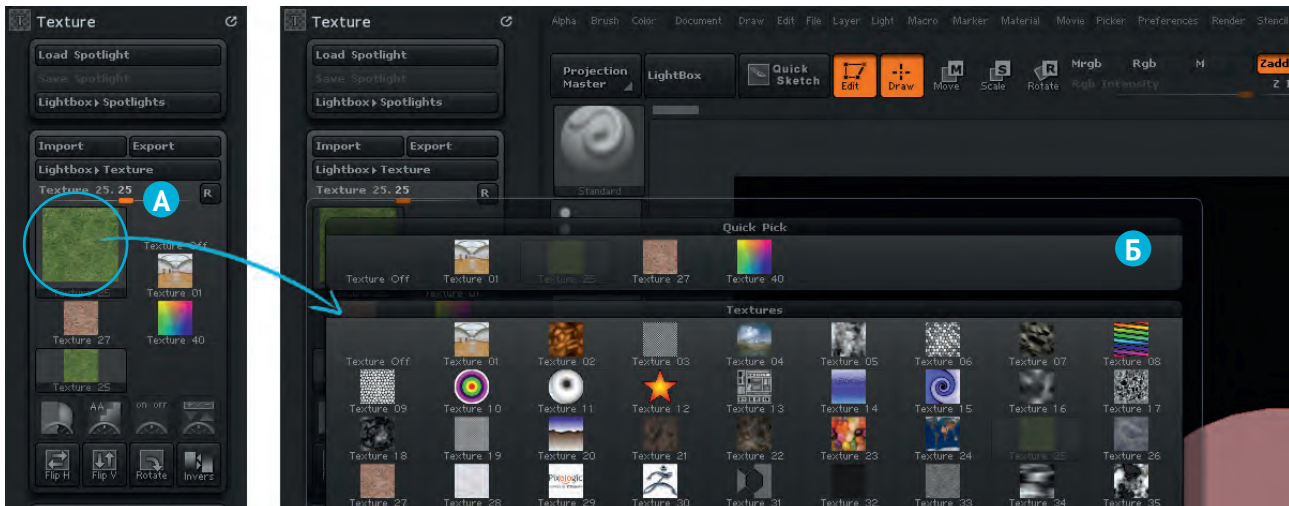 Texture
Load Spotlight
Save Spotlight
Lightbox▸Spotlights
Import Export
Lightbox▸Texture
Texture 25. 25 R
А
Texture Off
Texture 25 Texture 01
Texture 27 Texture 40
Texture 25
AA on off
Flip H Flip V Rotate Invers
Texture
Load Spotlight
Save Spotlight
Lightbox▸Spotlights
Import Export
Lightbox▸Texture
Texture 25. 25 R
Alpha Brush Color Document Draw Edit File Layer Light Macro Marker Material Movie Picker Preferences Render Stencil
Projection Master
LightBox
Quick Sketch
Edit
Draw
M
Move
S
Scale
R
Rotate
Mrgb Rgb M
Rgb Intensity
Zadd
Standard
Quick Pick
Б
Texture Off Texture 01 Texture 25 Texture 27 Texture 40
Textures
Texture Off Texture 01 Texture 02 Texture 03 Texture 04 Texture 05 Texture 06 Texture 07 Texture 08
Texture 09 Texture 10 Texture 11 Texture 12 Texture 13 Texture 14 Texture 15 Texture 16 Texture 17
Texture 18 Texture 19 Texture 20 Texture 21 Texture 22 Texture 23 Texture 24 Texture 25 Texture 26
Pixologic
Texture 27 Texture 28 Texture 29 Texture 30 Texture 31 Texture 32 Texture 33 Texture 34 Texture 35